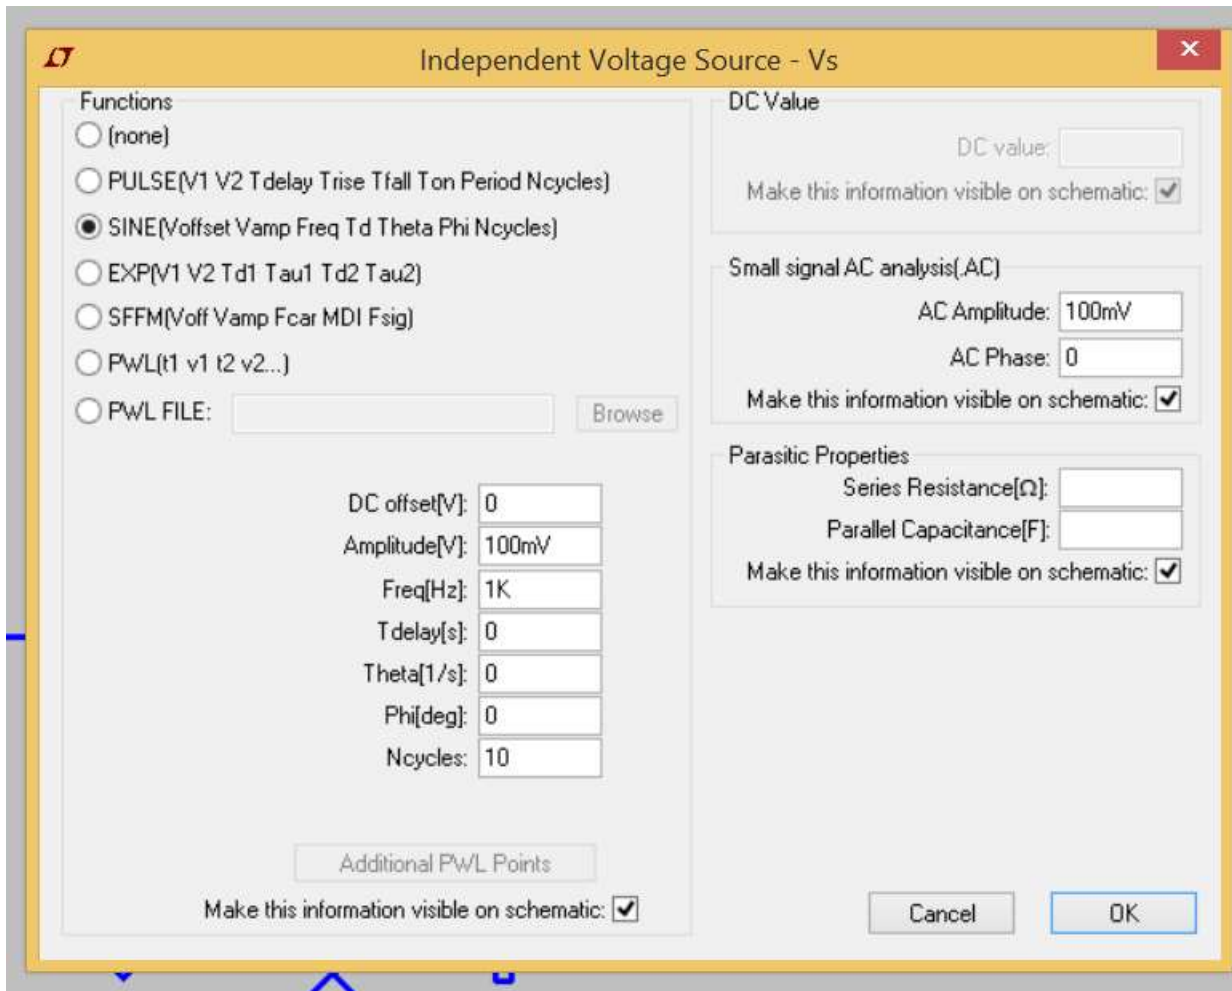 Independent Voltage Source - Vs
Functions
(none)
PULSE(V1 V2 Tdelay Trise Tfall Ton Period Ncycles)
SINE(Voffset Vamp Freq Td Theta Phi Ncycles)
EXP(V1 V2 Td1 Tau1 Td2 Tau2)
SFFM(Voff Vamp Fcar MDI Fsig)
PWL(t1 v1 t2 v2...)
PWL FILE: Browse
DC offset[V]: 0
Amplitude[V]: 100mV
Freq[Hz]: 1K
Tdelay[s]: 0
Theta[1/s]: 0
Phi[deg]: 0
Ncycles: 10
Additional PWL Points
Make this information visible on schematic:
DC Value
DC value:
Make this information visible on schematic:
Small signal AC analysis(.AC)
AC Amplitude: 100mV
AC Phase: 0
Make this information visible on schematic:
Parasitic Properties
Series Resistance[Ω]:
Parallel Capacitance[F]:
Make this information visible on schematic:
Cancel OK